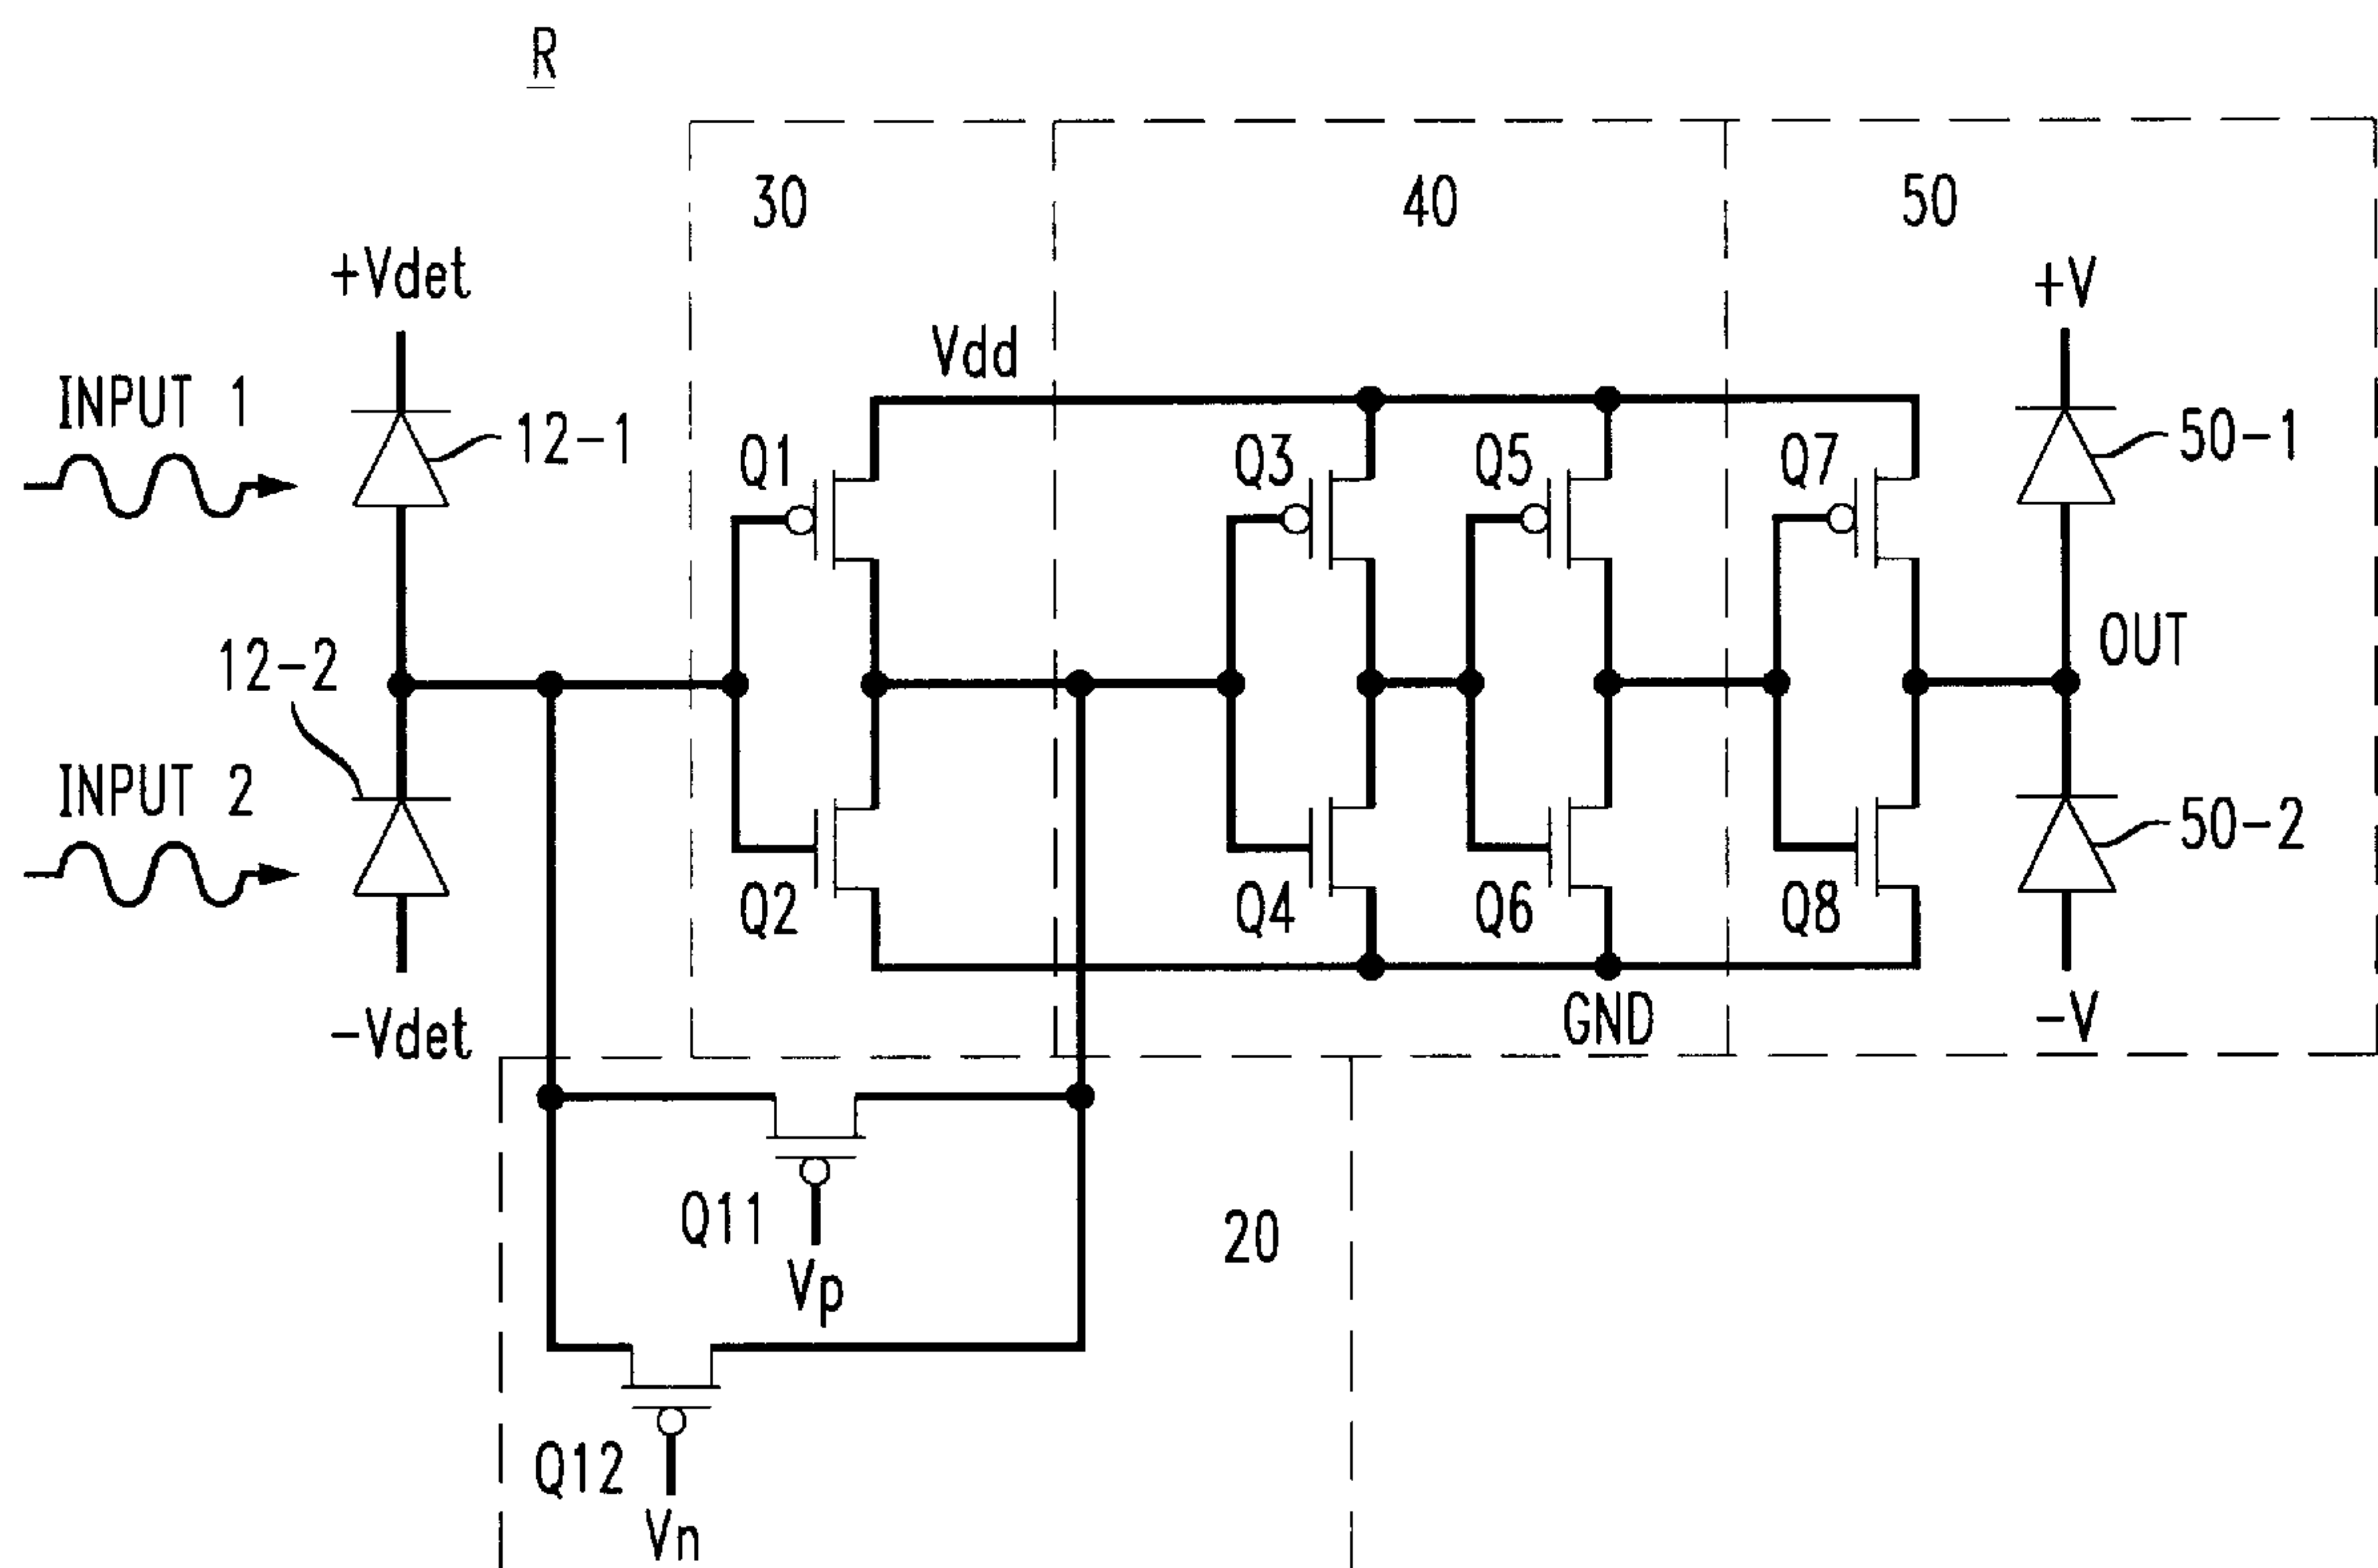 R
30
40
50
+Vdet
+V
Vdd
INPUT 1
12-1
Q1
Q3
Q5
Q7
50-1
12-2
OUT
INPUT 2
50-2
Q2
Q4
Q6
Q8
-Vdet
GND
-V
Q11
20
Vp
Q12
Vn